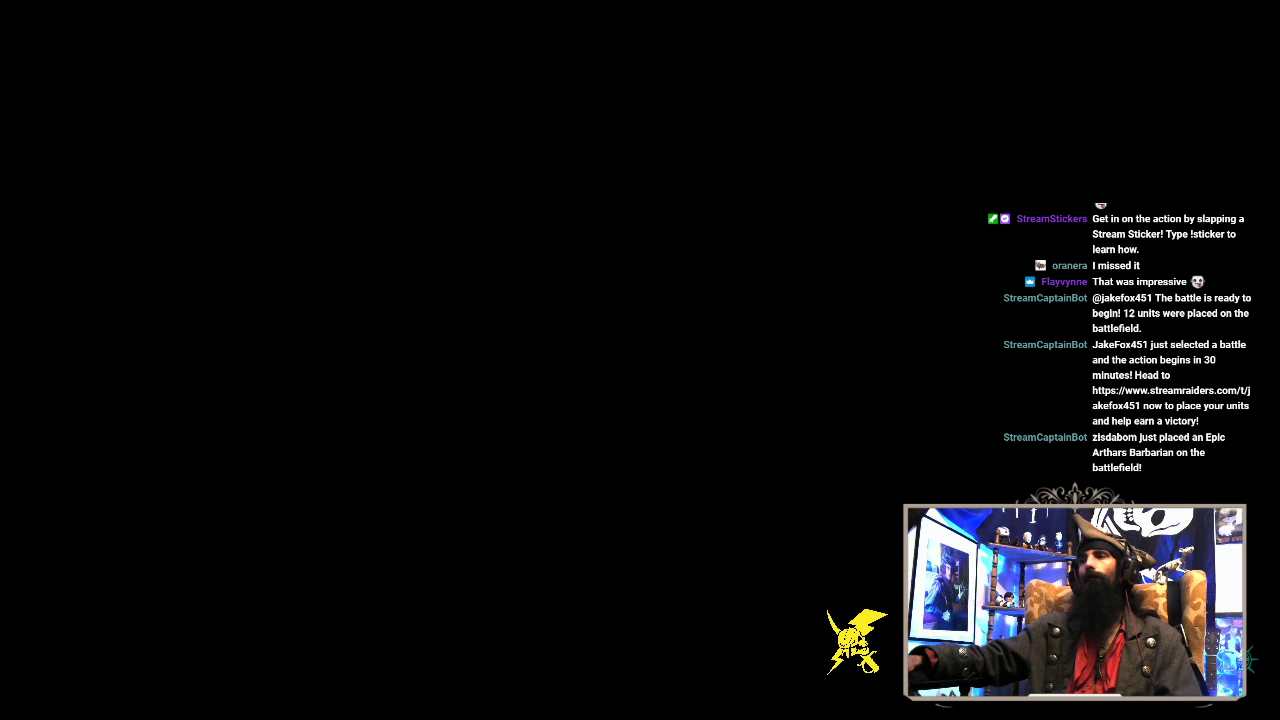 StreamStickers Get in on the action by slapping a
Stream Sticker! Type !sticker to
learn how.
oranera I missed it
Flayvynne That was impressive
StreamCaptainBot @jakefox451 The battle is ready to
begin! 12 units were placed on the
battlefield.
StreamCaptainBot JakeFox451 just selected a battle
and the action begins in 30
minutes! Head to
https://www.streamraiders.com/t/j
akefox451 now to place your units
and help earn a victory!
StreamCaptainBot zisdabom just placed an Epic
Arthars Barbarian on the
battlefield!